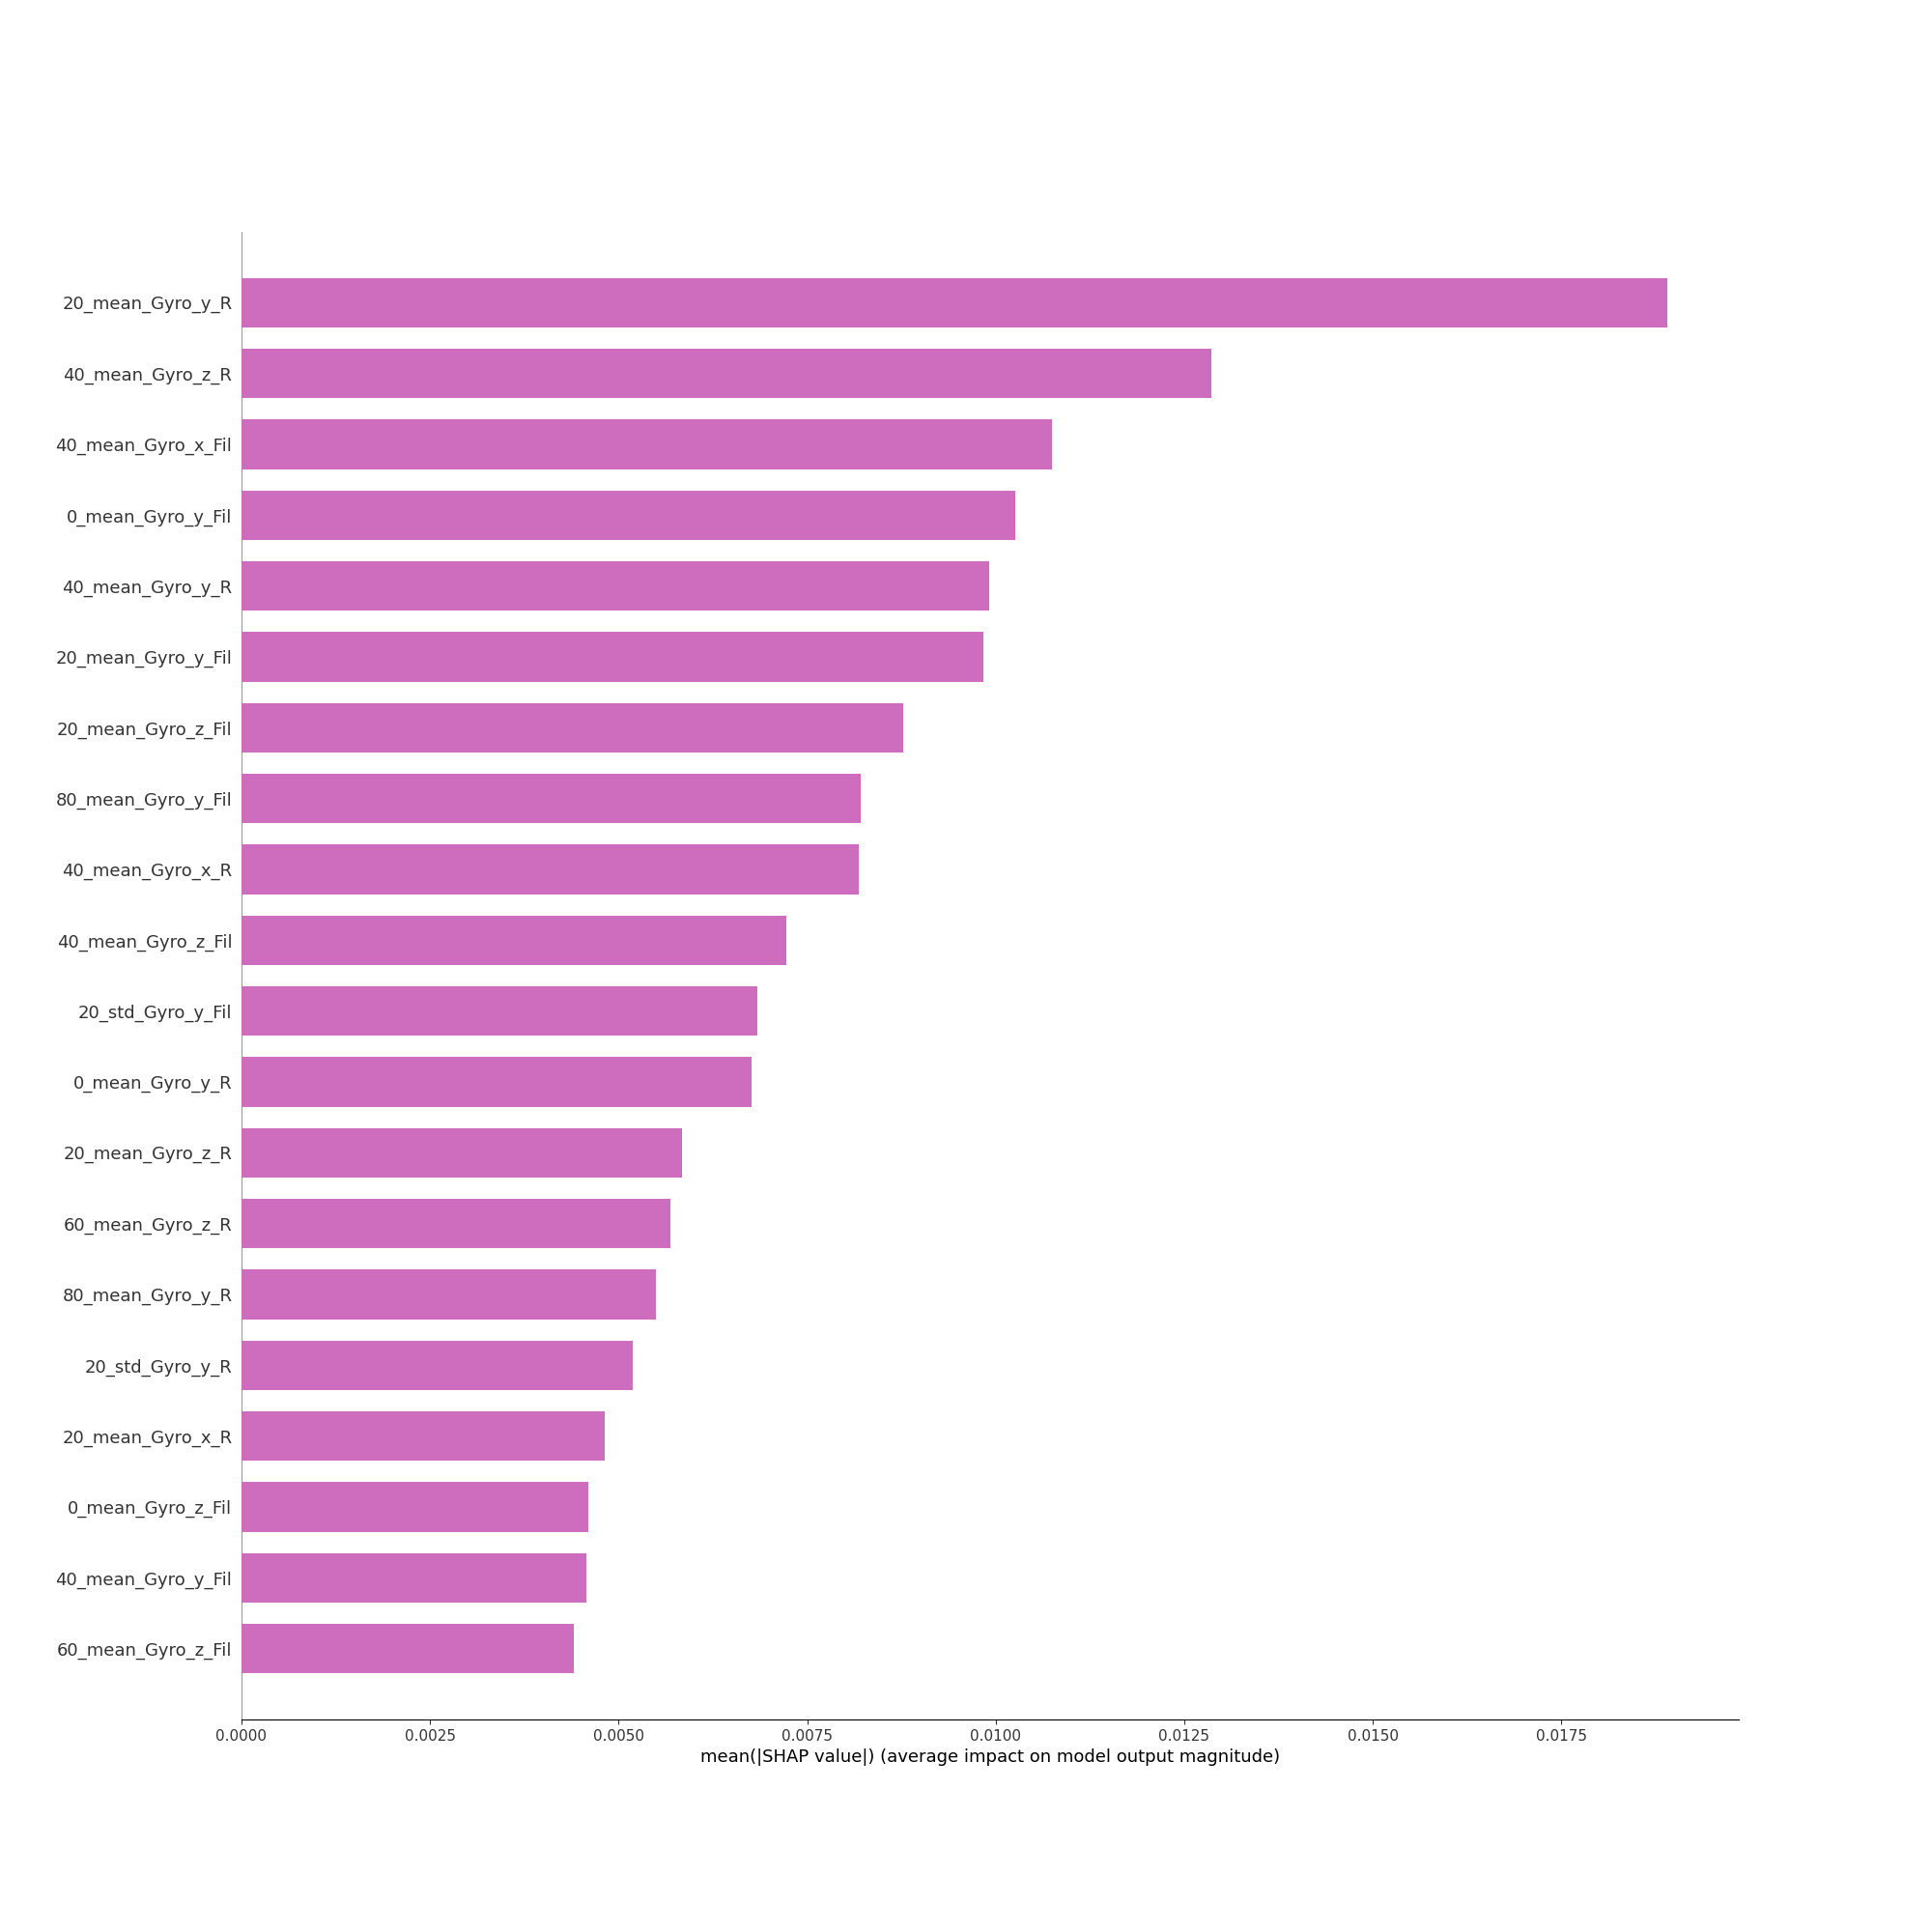 20_mean_Gyro_y_R
40_mean_Gyro_z_R
40_mean_Gyro_x_Fil
0_mean_Gyro_y_Fil
40_mean_Gyro_y_R
20_mean_Gyro_y_Fil
20_mean_Gyro_z_Fil
80_mean_Gyro_y_Fil
40_mean_Gyro_x_R
40_mean_Gyro_z_Fil
20_std_Gyro_y_Fil
0_mean_Gyro_y_R
20_mean_Gyro_z_R
60_mean_Gyro_z_R
80_mean_Gyro_y_R
20_std_Gyro_y_R
20_mean_Gyro_x_R
0_mean_Gyro_z_Fil
40_mean_Gyro_y_Fil
60_mean_Gyro_z_Fil
0.0000 0.0025 0.0050 0.0075 0.0100 0.0125 0.0150 0.0175
mean(|SHAP value|) (average impact on model output magnitude)